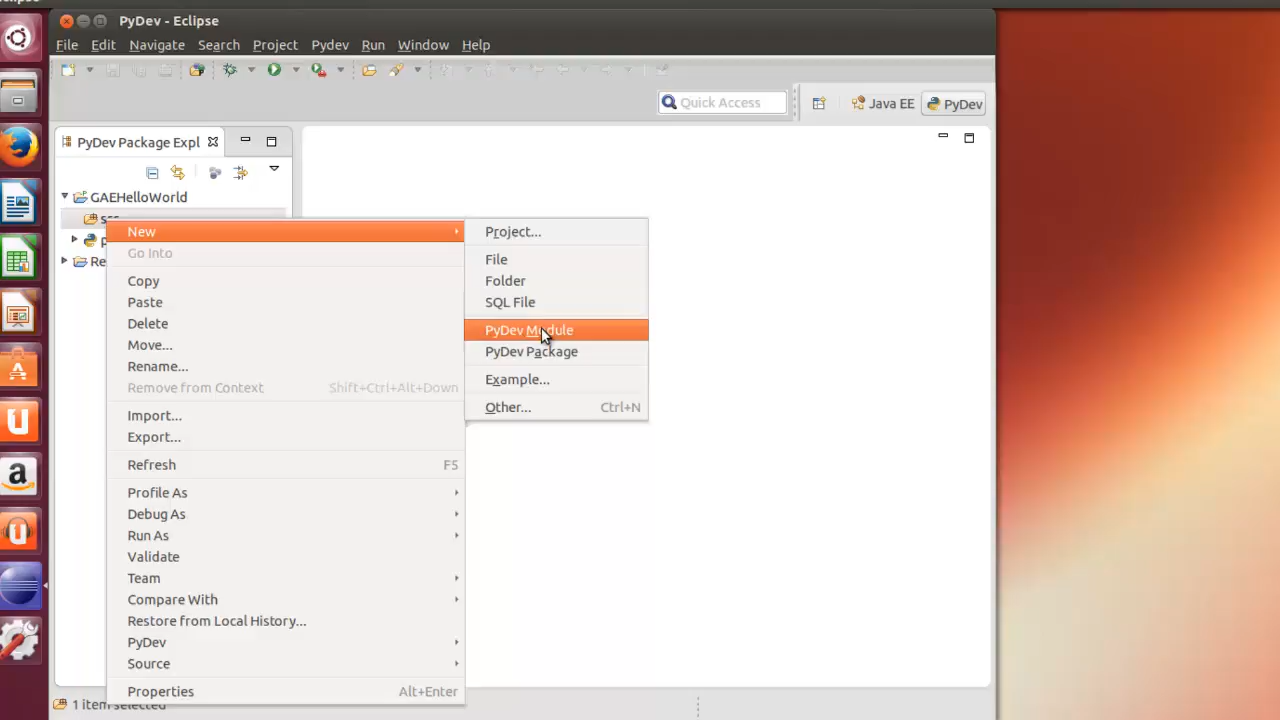 PyDev - Eclipse
File Edit Navigate Search Project Pydev Run Window Help
Quick Access
Java EE
PyDev
PyDev Package Expl
GAEHelloWorld
New
Go Into
Copy
Paste
Delete
Move...
Rename...
Remove from Context Shift+Ctrl+Alt+Down
Import...
Export...
Refresh F5
Profile As
Debug As
Run As
Validate
Team
Compare With
Restore from Local History...
PyDev
Source
Properties Alt+Enter
Project...
File
Folder
SQL File
PyDev Module
PyDev Package
Example...
Other... Ctrl+N
1 item selected